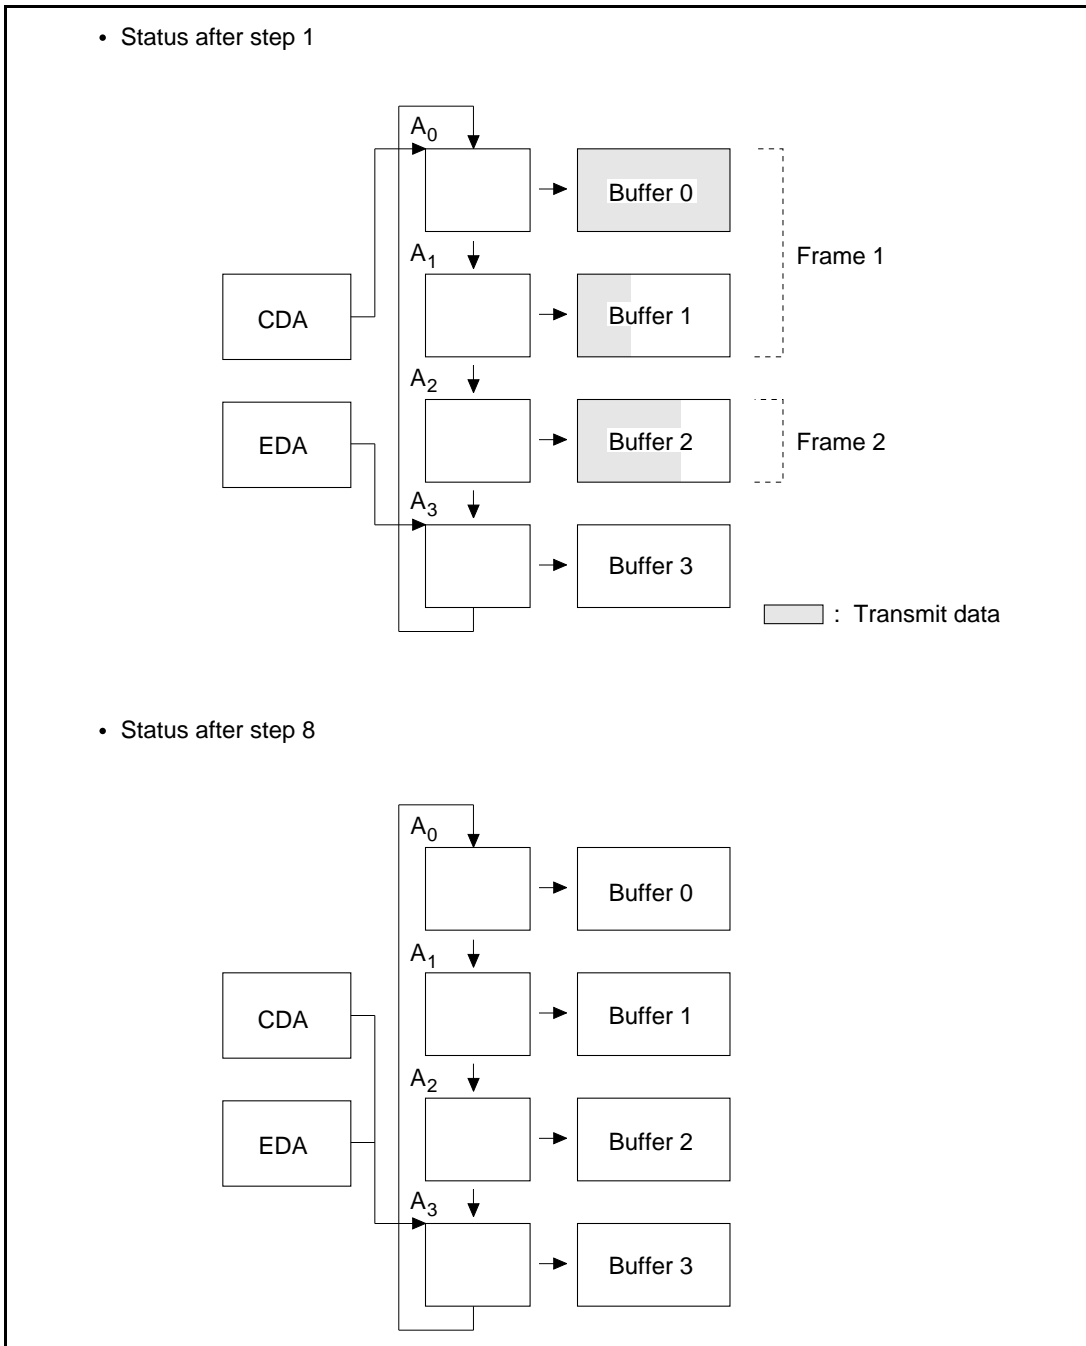 • Status after step 1
A0
Buffer 0
A1
Frame 1
CDA
Buffer 1
A2
EDA
Buffer 2
Frame 2
A3
Buffer 3
: Transmit data
• Status after step 8
A0
Buffer 0
A1
CDA
Buffer 1
A2
EDA
Buffer 2
A3
Buffer 3